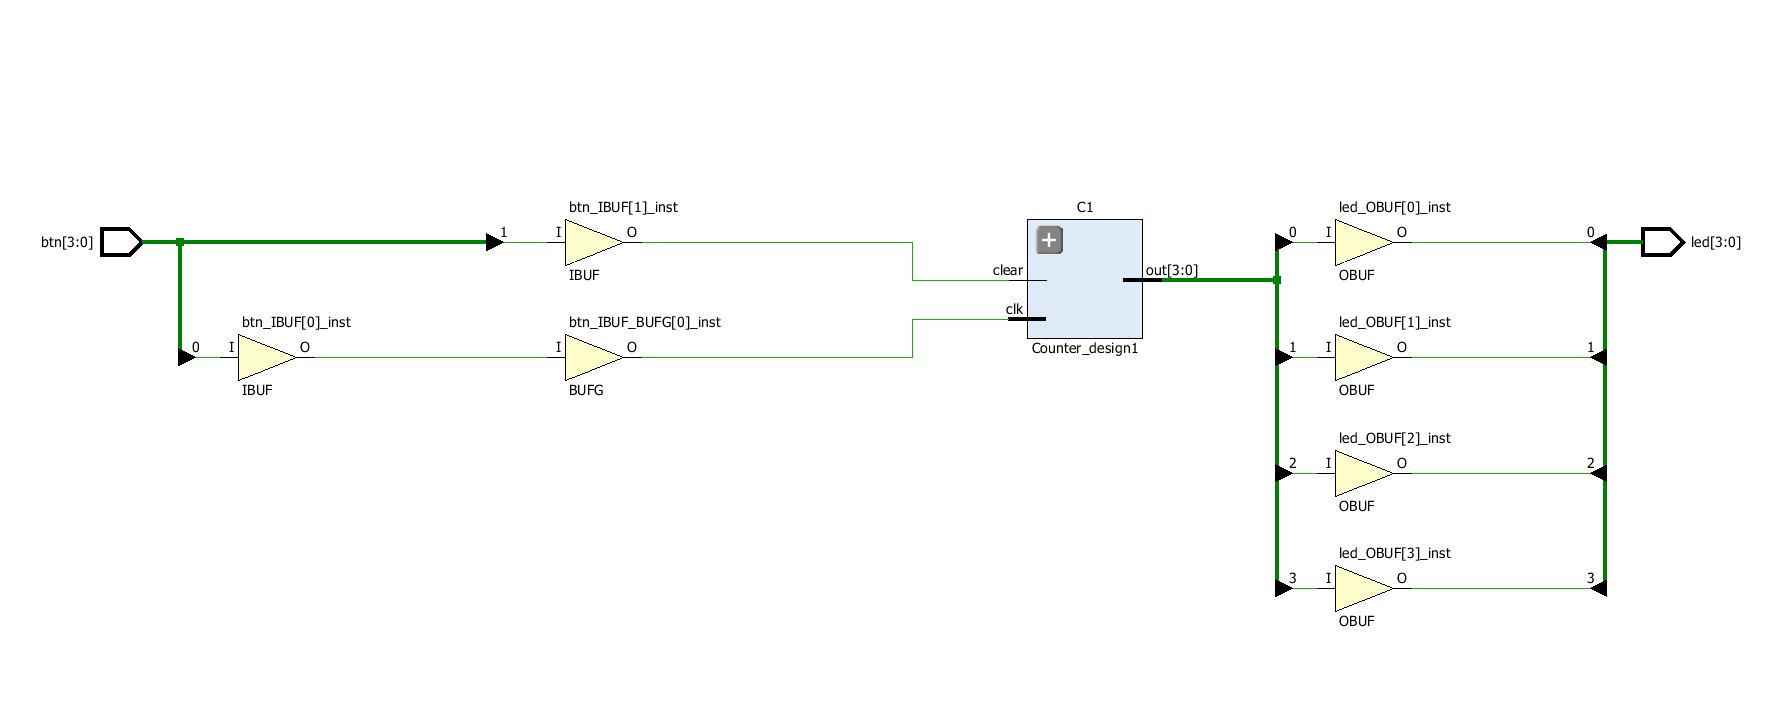 btn_IBUF[1]_inst
C1
led_OBUF[0]_inst
btn[3:0]
1
I
O
IBUF
clear
out[3:0]
clk
Counter_design1
0
I
O
OBUF
0
led[3:0]
btn_IBUF[0]_inst
0
I
O
IBUF
btn_IBUF_BUFG[0]_inst
I
O
BUFG
led_OBUF[1]_inst
1
I
O
OBUF
1
led_OBUF[2]_inst
2
I
O
OBUF
2
led_OBUF[3]_inst
3
I
O
OBUF
3